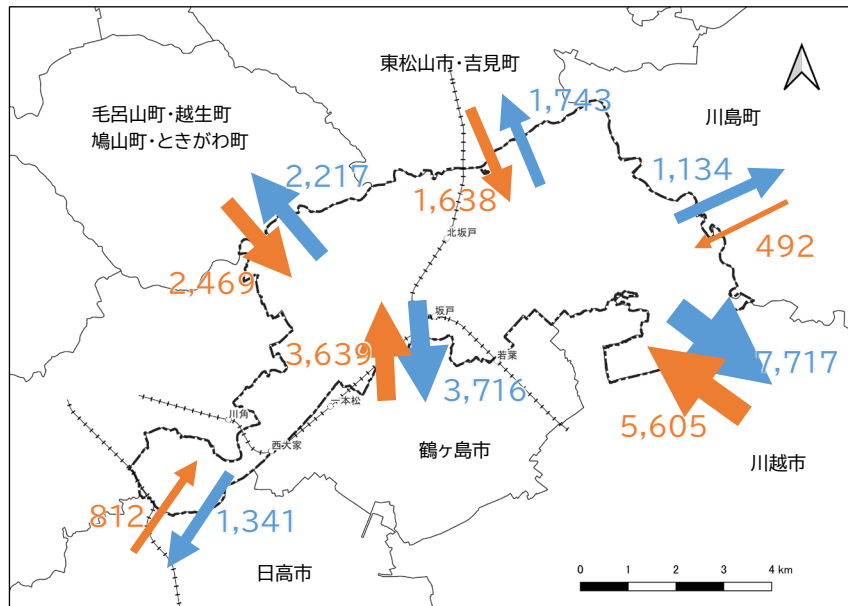 東松山市・吉見町
毛呂山町・越生町
鳩山町・ときがわ町
川島町
1,743
2,217
1,134
1,638
492
2,469
北坂戸
坂戸
若葉
3,639
3,716
7,717
5,605
一本松
川角
西大家
鶴ヶ島市
川越市
812
1,341
日高市
0 1 2 3 4 km